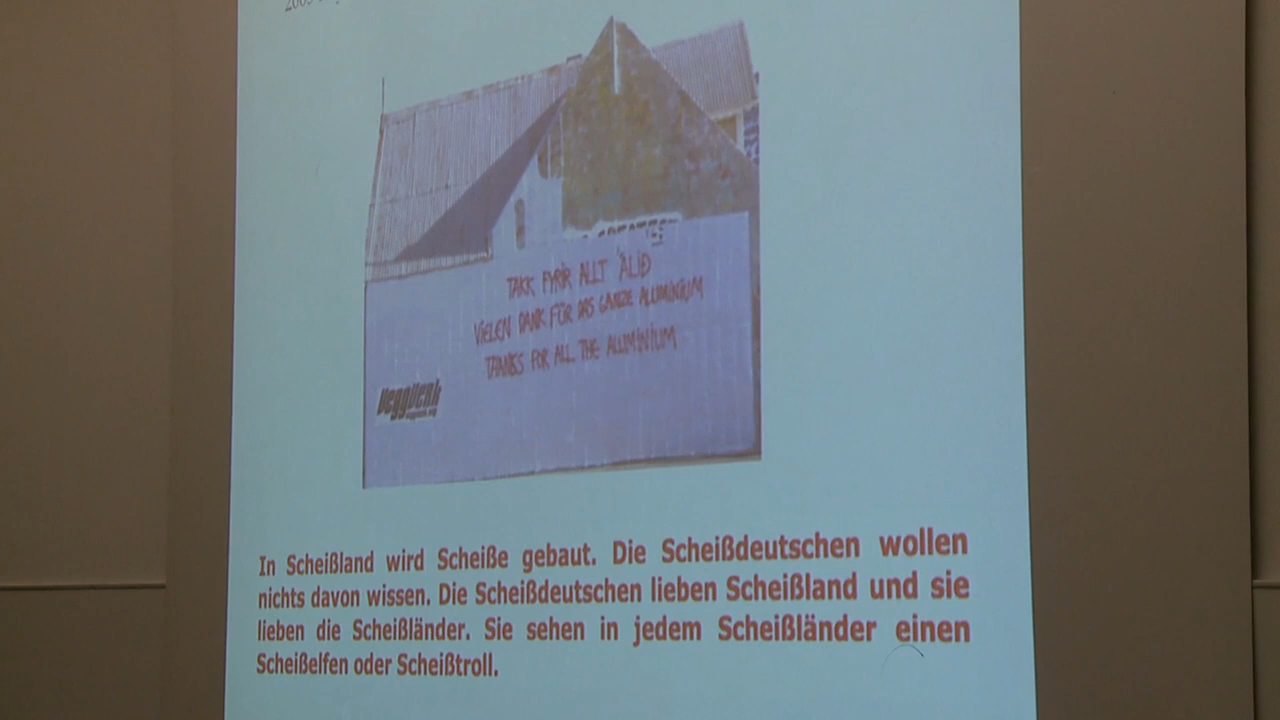 2005
TAKK FYRIR ALLT ÁLIÐ
VIELEN DANK FÜR DAS GANZE ALUMINIUM
THANKS FOR ALL THE ALUMINIUM
veggverk
In Scheißland wird Scheiße gebaut. Die Scheißdeutschen wollen
nichts davon wissen. Die Scheißdeutschen lieben Scheißland und sie
lieben die Scheißländer. Sie sehen in jedem Scheißländer einen
Scheißelfen oder Scheißtroll.